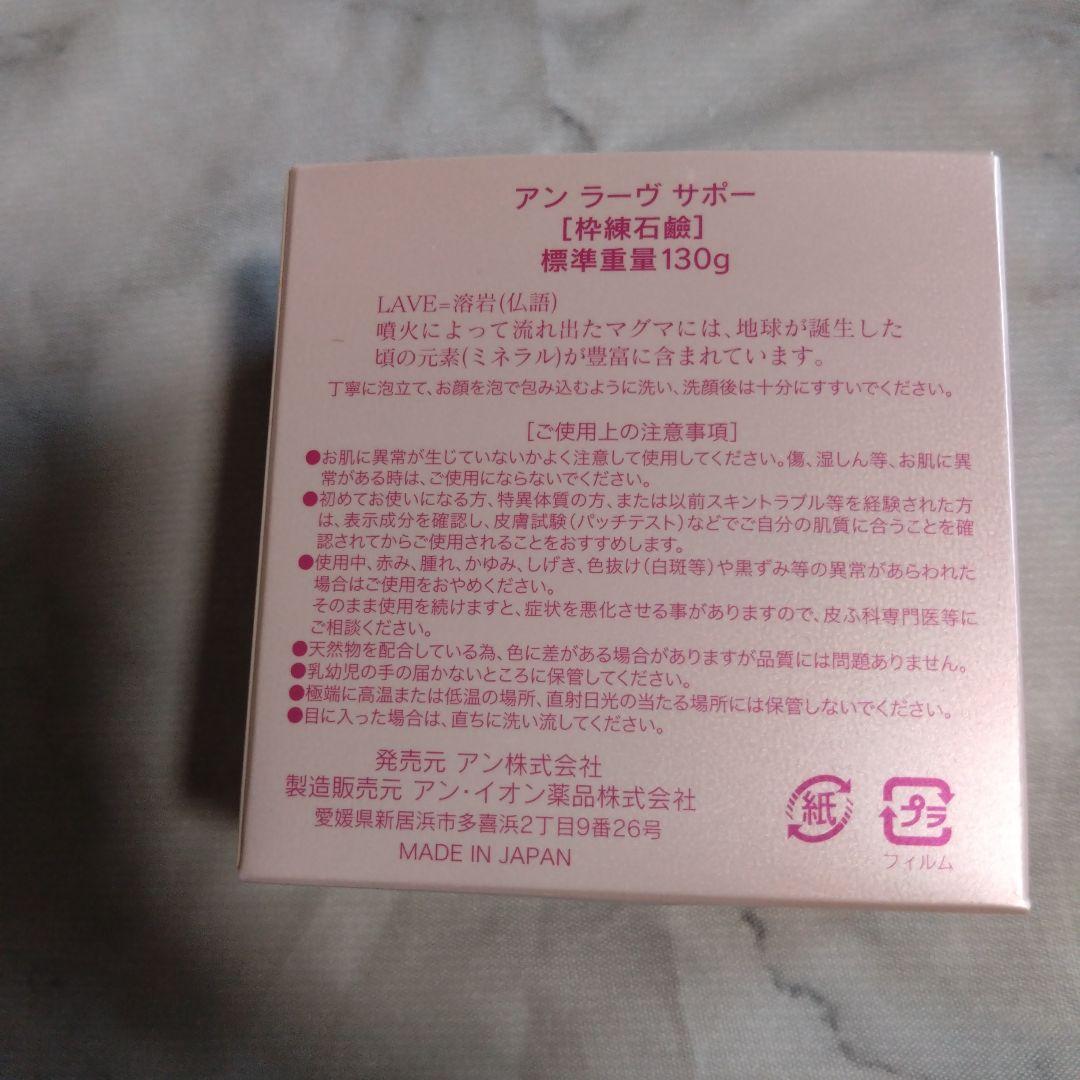 アン ラーヴ サポー
[枠練石鹼]
標準重量130g
LAVE=溶岩(仏語)
噴火によって流れ出たマグマには、地球が誕生した
頃の元素(ミネラル)が豊富に含まれています。
丁寧に泡立て、お顔を泡で包み込むように洗い、洗顔後は十分にすすいでください。
[ご使用上の注意事項]
●お肌に異常が生じていないかよく注意して使用してください。傷、湿しん等、お肌に異
常がある時は、ご使用にならないでください。
●初めてお使いになる方、特異体質の方、または以前スキントラブル等を経験された方
は、表示成分を確認し、皮膚試験(パッチテスト)などでご自分の肌質に合うことを確
認されてからご使用されることをおすすめします。
●使用中、赤み、腫れ、かゆみ、しげき、色抜け(白斑等)や黒ずみ等の異常があらわれた
場合はご使用をおやめください。
そのまま使用を続けますと、症状を悪化させる事がありますので、皮ふ科専門医等に
ご相談ください。
●天然物を配合している為、色に差がある場合がありますが品質には問題ありません。
●乳幼児の手の届かないところに保管してください。
●極端に高温または低温の場所、直射日光の当たる場所には保管しないでください。
●目に入った場合は、直ちに洗い流してください。
発売元 アン株式会社
製造販売元 アン・イオン薬品株式会社
愛媛県新居浜市多喜浜2丁目9番26号
MADE IN JAPAN
紙
プラ
フィルム